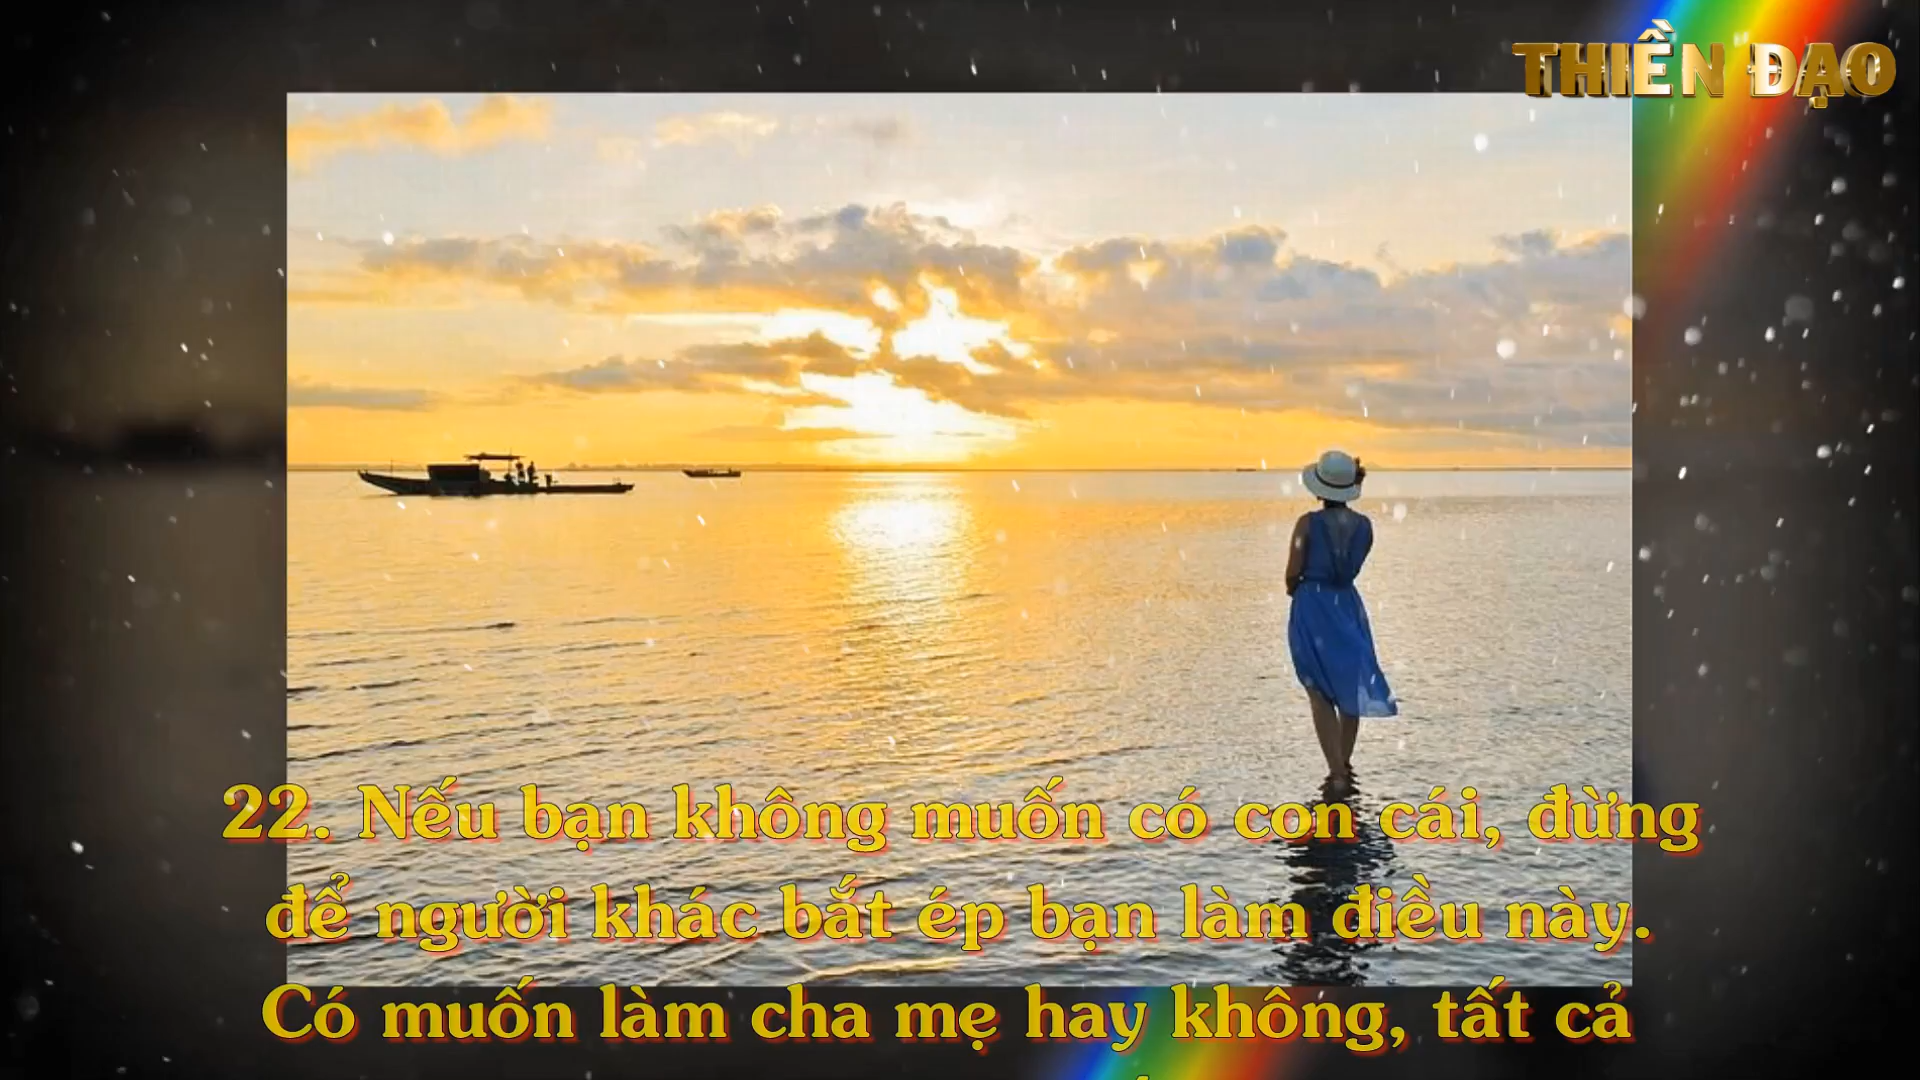 THIỀN ĐẠO
22. Nếu bạn không muốn có con cái, đừng
để người khác bắt ép bạn làm điều này.
Có muốn làm cha mẹ hay không, tất cả